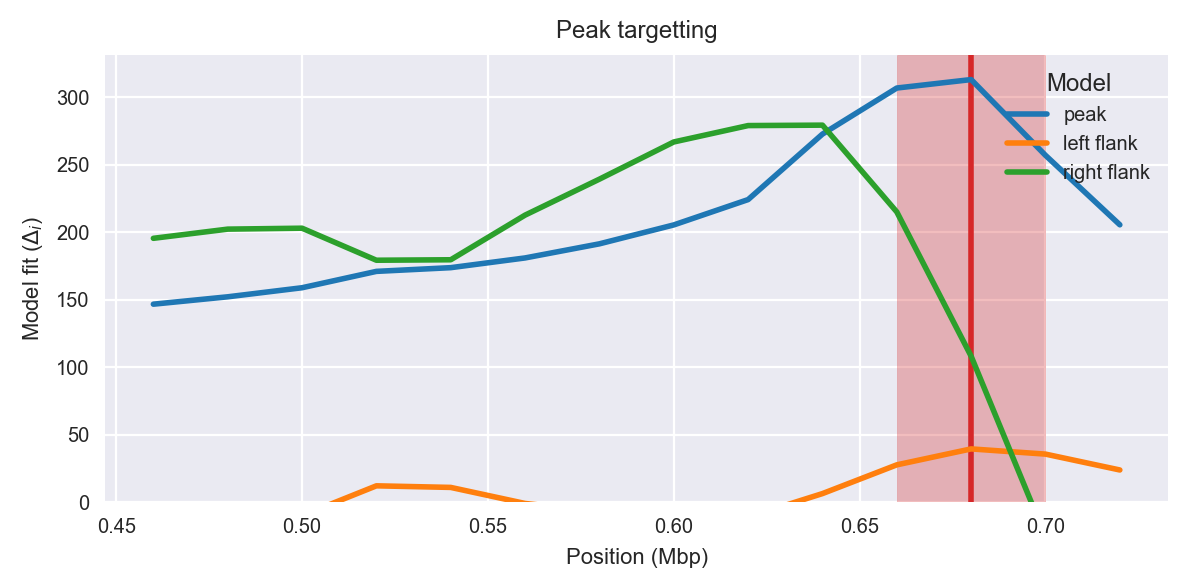 Peak targetting
Model fit (Δi)
300
250
200
150
100
50
0
Model
peak
left flank
right flank
0.45 0.50 0.55 0.60 0.65 0.70
Position (Mbp)